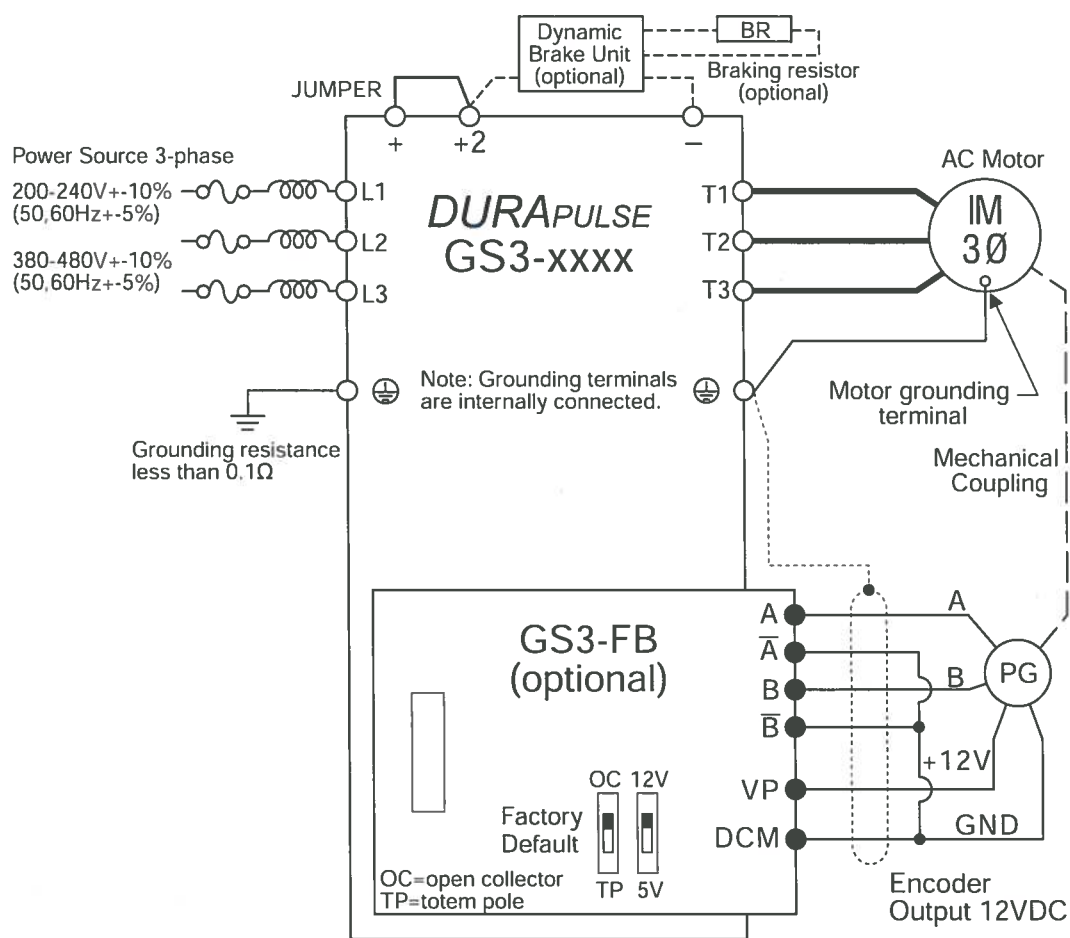 Dynamic
Brake Unit
(optional)
BR
Braking resistor
(optional)
JUMPER
+
+2
−
Power Source 3-phase
200-240V+-10%
(50,60Hz+-5%)
380-480V+-10%
(50,60Hz+-5%)
L1
L2
L3
DURAPULSE
GS3-xxxx
T1
T2
T3
AC Motor
IM
3Ø
Note: Grounding terminals
are internally connected.
Motor grounding
terminal
Grounding resistance
less than 0.1Ω
Mechanical
Coupling
GS3-FB
(optional)
A
A̅
B
B̅
VP
DCM
A
B
+12V
GND
PG
OC 12V
Factory
Default
TP 5V
OC=open collector
TP=totem pole
Encoder
Output 12VDC